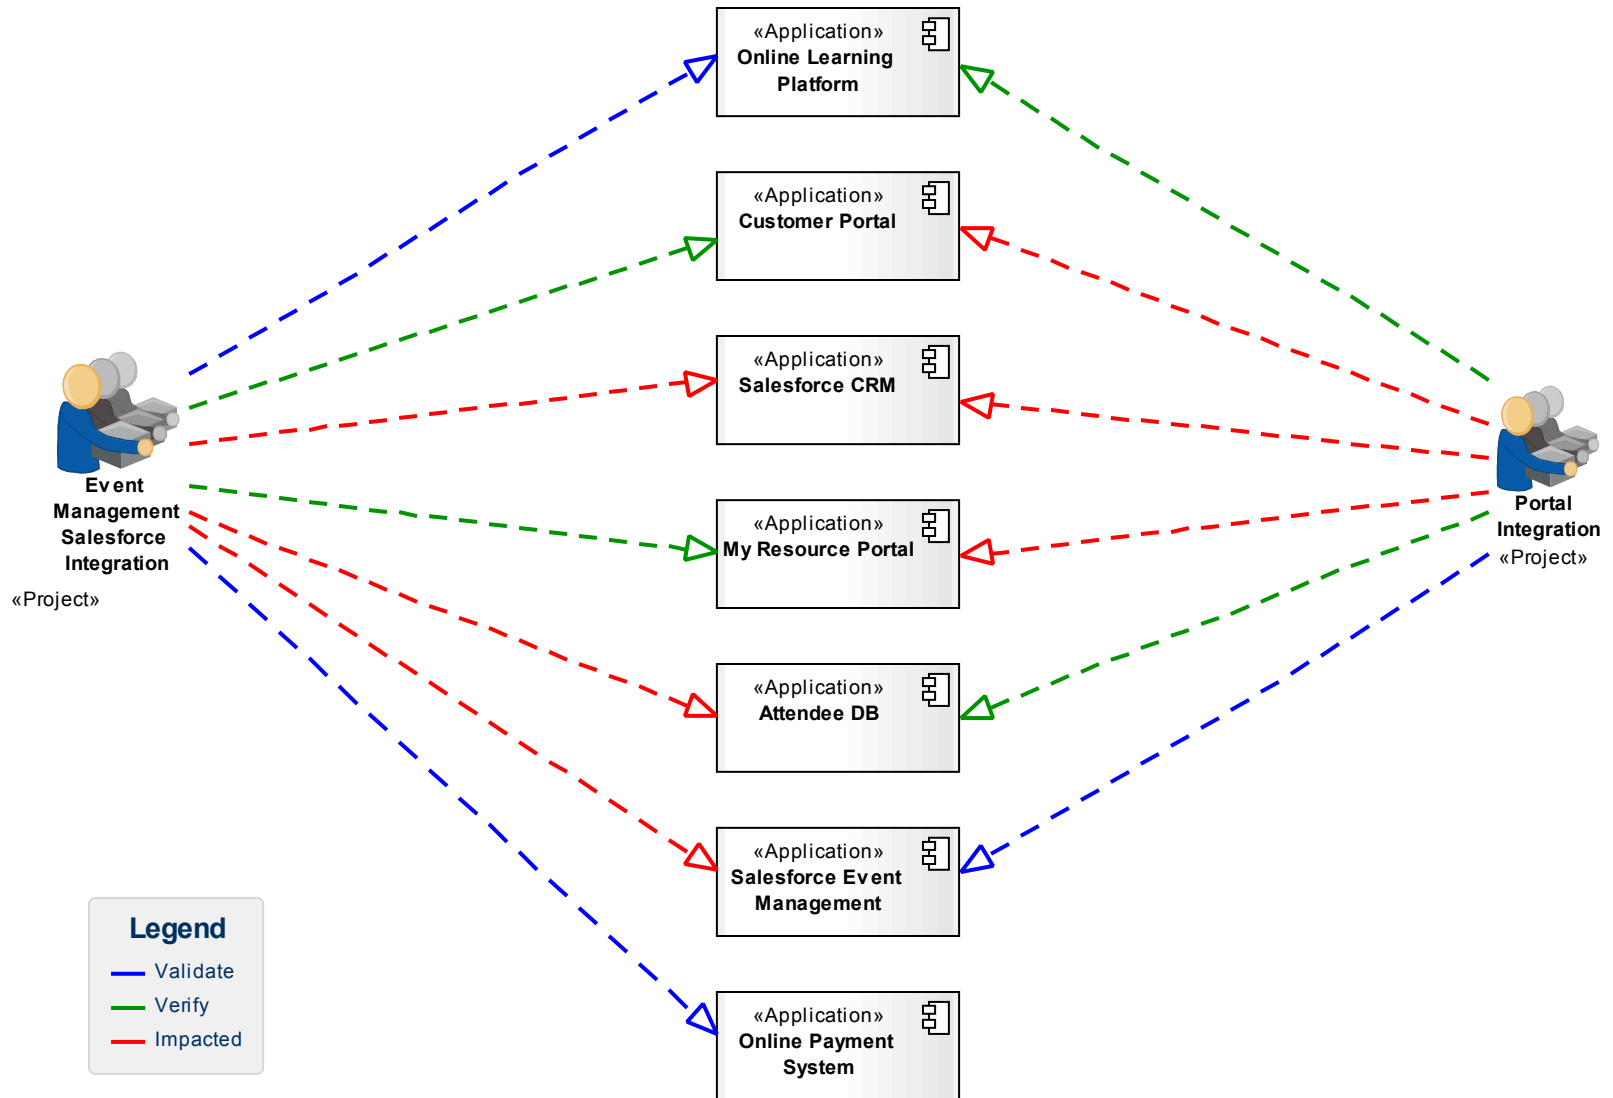 «Application»
Online Learning
Platform
«Application»
Customer Portal
«Application»
Salesforce CRM
«Application»
My Resource Portal
«Application»
Attendee DB
«Application»
Salesforce Event
Management
«Application»
Online Payment
System
Event
Management
Salesforce
Integration
«Project»
Portal
Integration
«Project»
Legend
Validate
Verify
Impacted